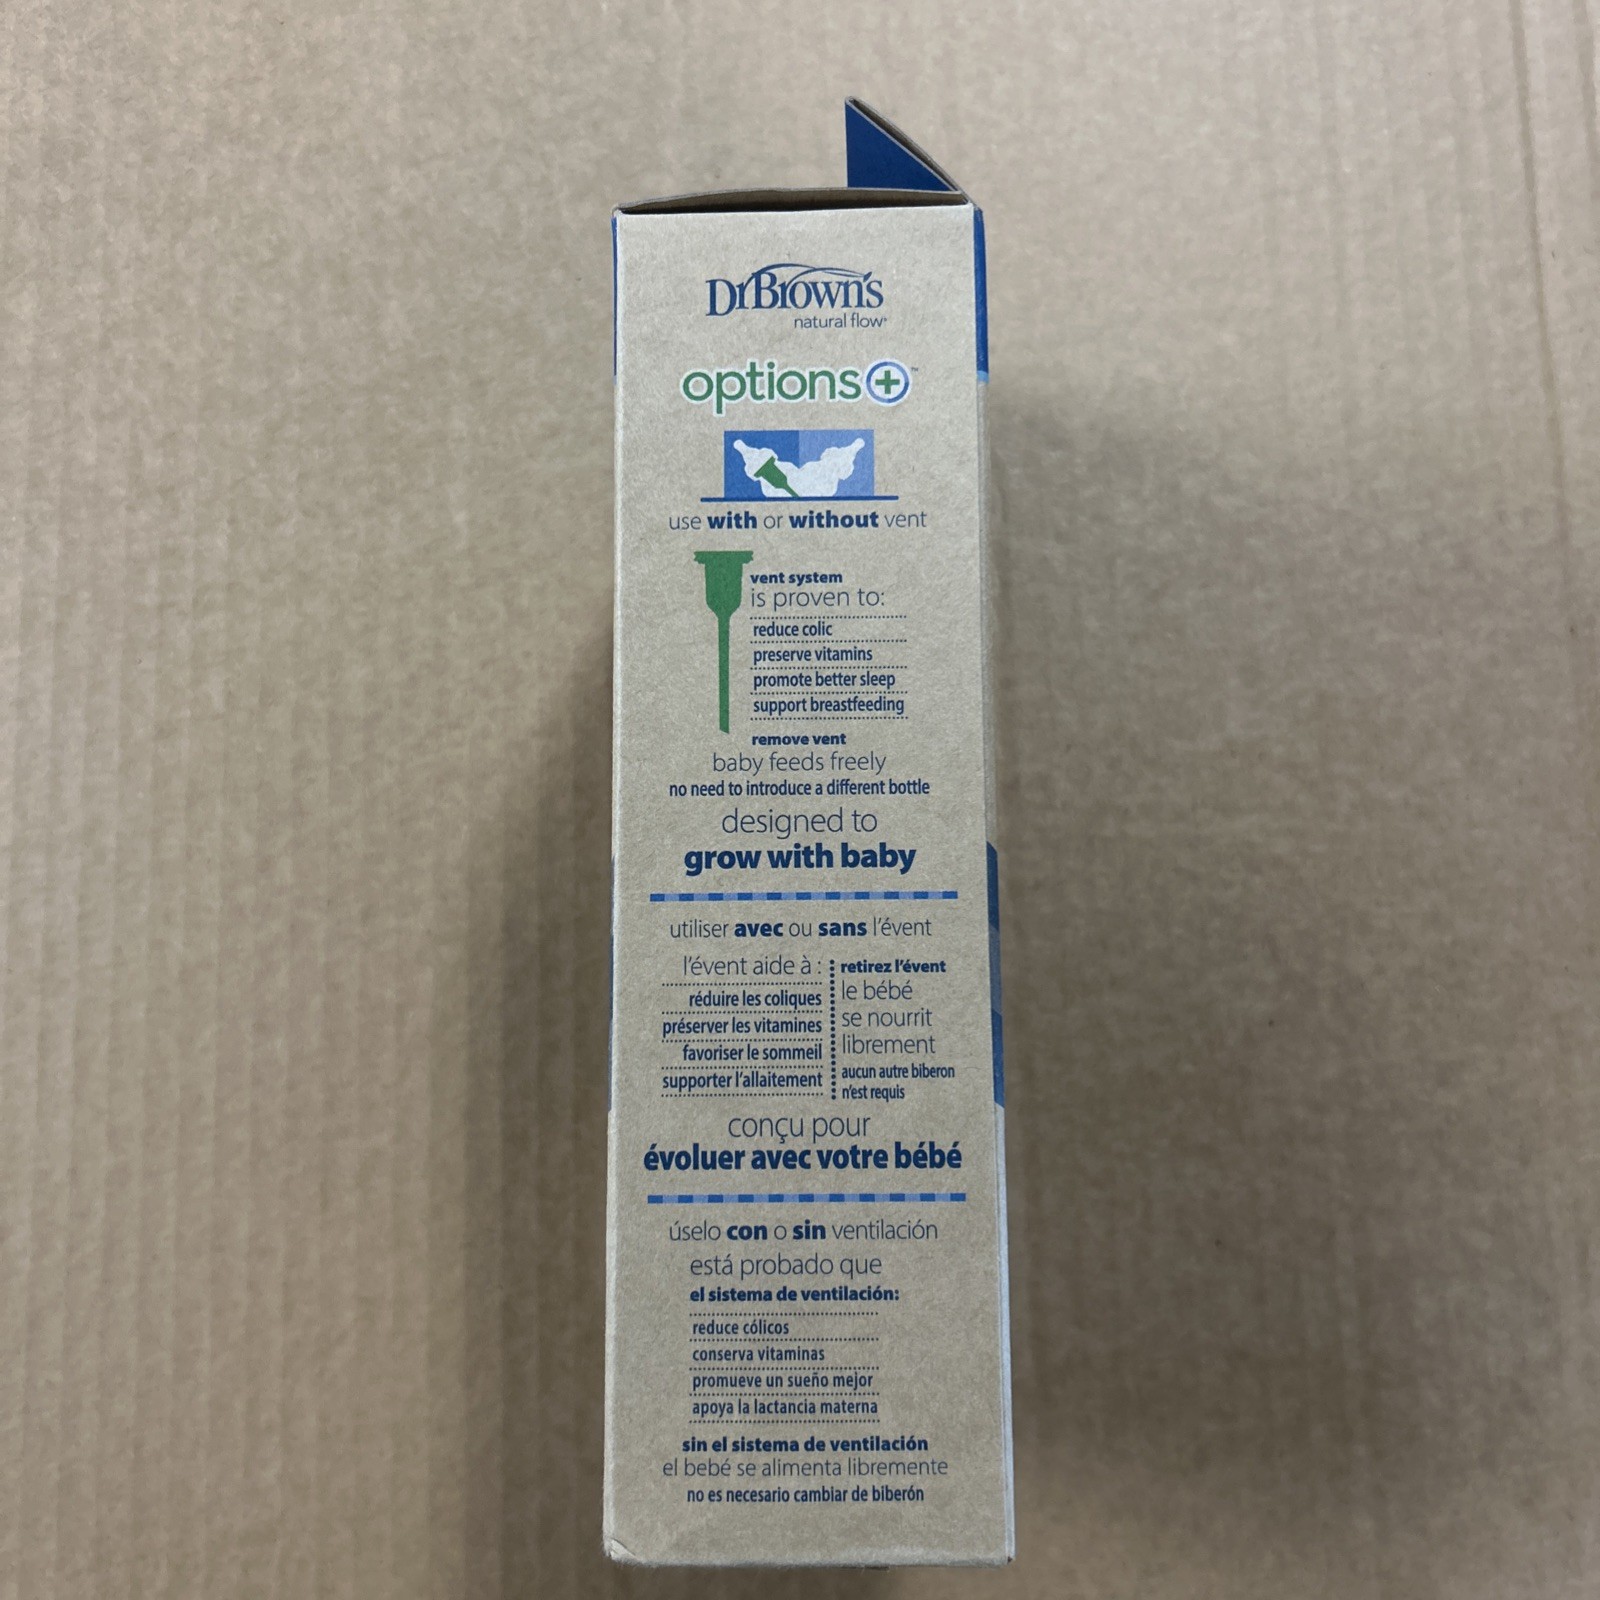 DrBrown's
natural flow®
options+™
use with or without vent
vent system
is proven to:
reduce colic
preserve vitamins
promote better sleep
support breastfeeding
remove vent
baby feeds freely
no need to introduce a different bottle
designed to
grow with baby
utiliser avec ou sans l'évent
l'évent aide à :
réduire les coliques
préserver les vitamines
favoriser le sommeil
supporter l'allaitement
retirez l'évent
le bébé
se nourrit
librement
aucun autre biberon
n'est requis
conçu pour
évoluer avec votre bébé
úselo con o sin ventilación
está probado que
el sistema de ventilación:
reduce cólicos
conserva vitaminas
promueve un sueño mejor
apoya la lactancia materna
sin el sistema de ventilación
el bebé se alimenta libremente
no es necesario cambiar de biberón